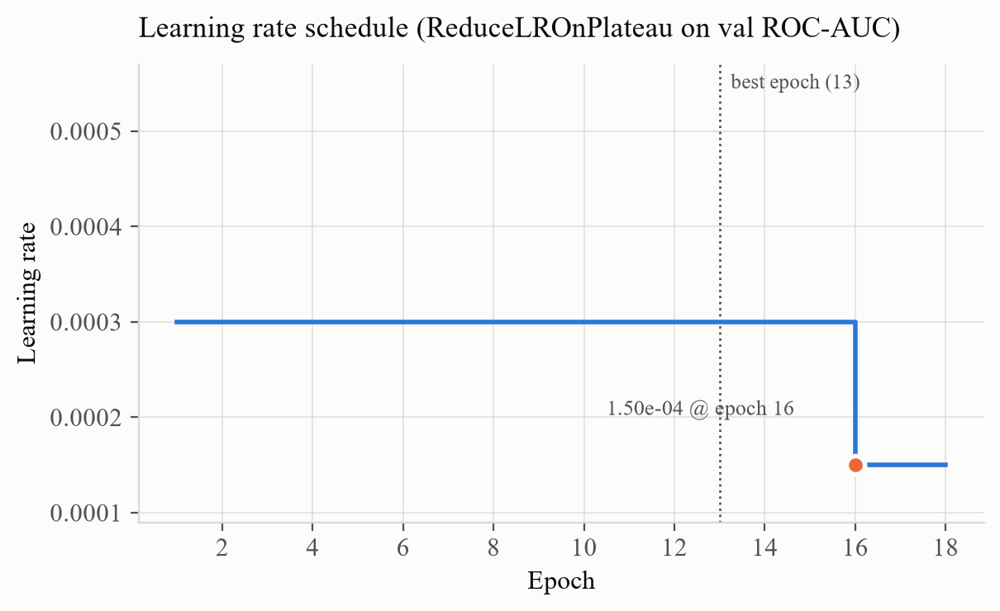 Learning rate schedule (ReduceLROnPlateau on val ROC-AUC)
best epoch (13)
0.0005
0.0004
0.0003
0.0002
0.0001
Learning rate
1.50e-04 @ epoch 16
2 4 6 8 10 12 14 16 18
Epoch